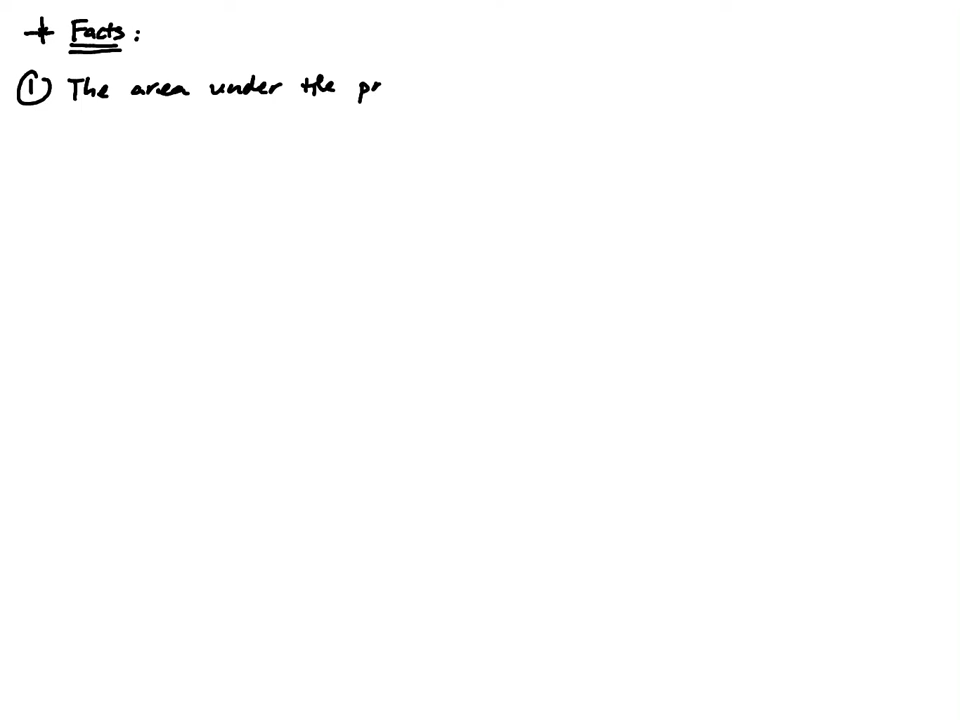 * Facts:
① The area under the pr